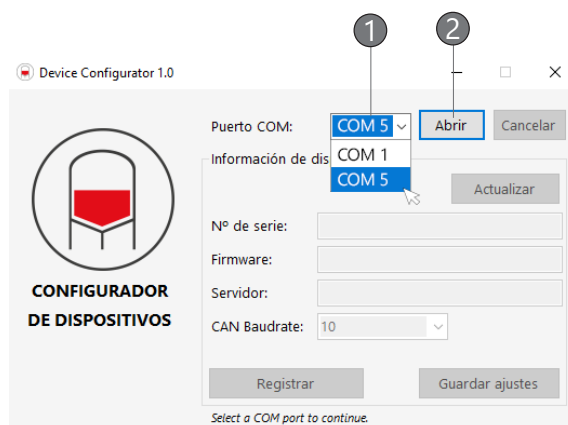 1 2
Device Configurator 1.0
Puerto COM: COM 5 Abrir Cancelar
COM 1
COM 5
Información de dis
Actualizar
Nº de serie:
Firmware:
Servidor:
CAN Baudrate: 10
CONFIGURADOR
DE DISPOSITIVOS
Registrar Guardar ajustes
Select a COM port to continue.